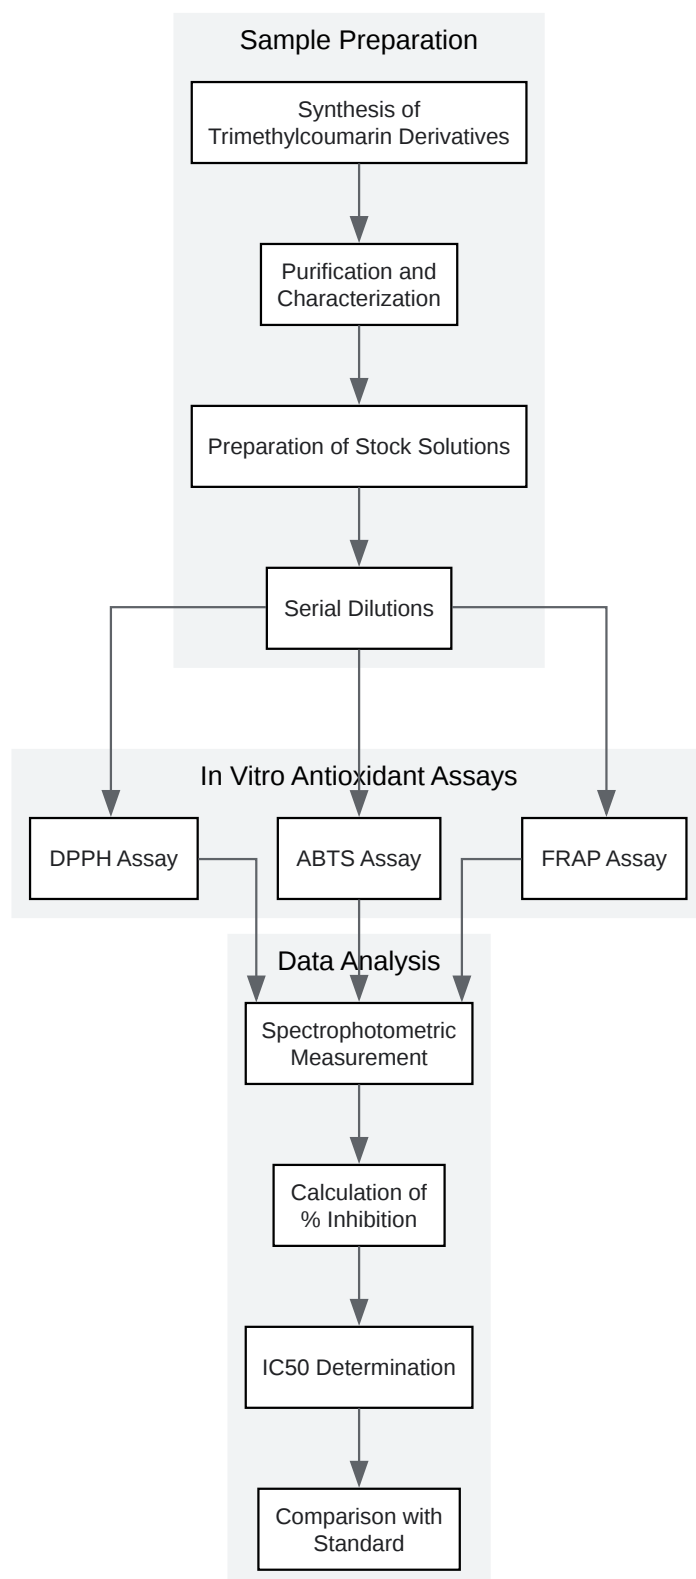 Sample Preparation
Synthesis of
Trimethylcoumarin Derivatives
Purification and
Characterization
Preparation of Stock Solutions
Serial Dilutions
In Vitro Antioxidant Assays
DPPH Assay
ABTS Assay
FRAP Assay
Data Analysis
Spectrophotometric
Measurement
Calculation of
% Inhibition
IC50 Determination
Comparison with
Standard